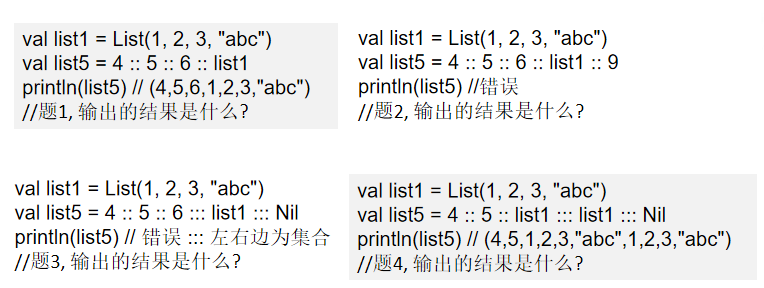 val list1 = List(1, 2, 3, "abc")
val list5 = 4 :: 5 :: 6 :: list1
println(list5) // (4,5,6,1,2,3,"abc")
//题1, 输出的结果是什么?
val list1 = List(1, 2, 3, "abc")
val list5 = 4 :: 5 :: 6 :: list1 :: 9
println(list5) //错误
//题2, 输出的结果是什么?
val list1 = List(1, 2, 3, "abc")
val list5 = 4 :: 5 :: 6 ::: list1 ::: Nil
println(list5) // 错误 ::: 左右边为集合
//题3, 输出的结果是什么?
val list1 = List(1, 2, 3, "abc")
val list5 = 4 :: 5 :: list1 ::: list1 ::: Nil
println(list5) // (4,5,1,2,3,"abc",1,2,3,"abc")
//题4, 输出的结果是什么?